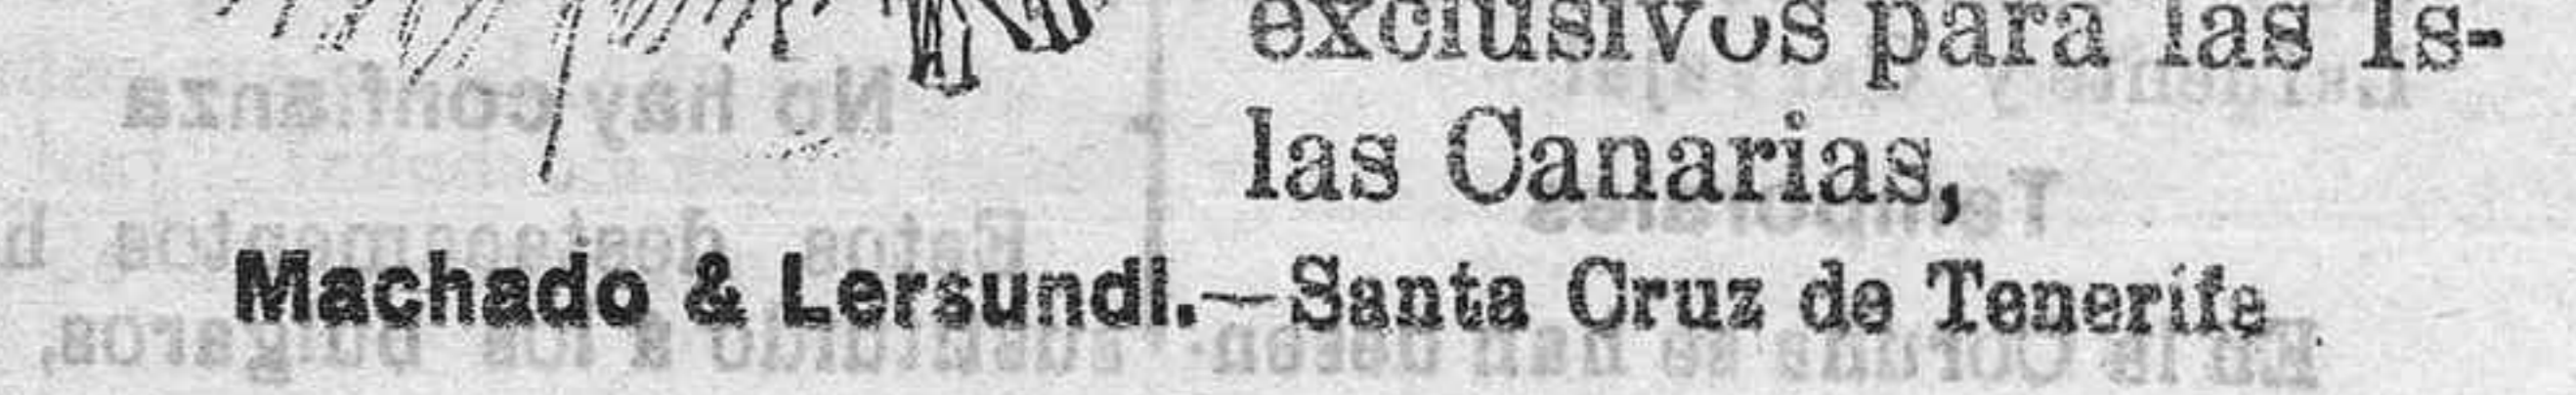 exclusivos para las Is-
las Canarias,
Machado & Lersundi.—Santa Cruz de Tenerife